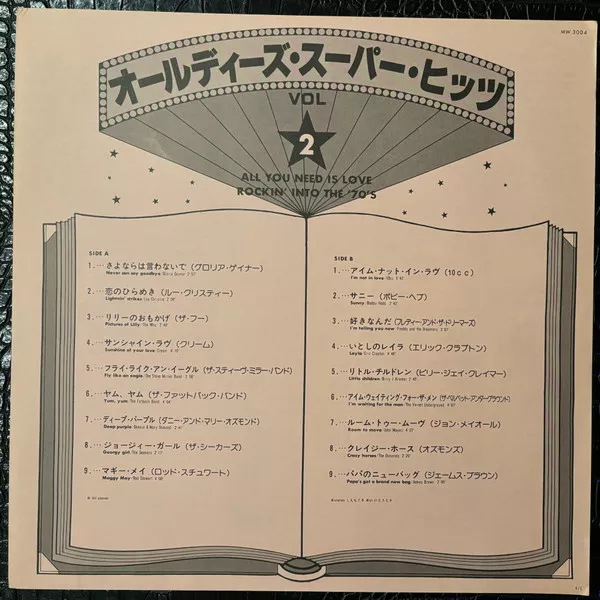 MW 3004
オールディーズ・スーパー・ヒッツ
VOL
2
ALL YOU NEED IS LOVE
ROCKIN' INTO THE '70'S
SIDE A
1.…さよならは言わないで(グロリア・ゲイナー)
Never can say goodbye
2.…恋のひらめき(ルー・クリスティー)
Lightnin' strikes
3.…リリーのおもかげ(ザ・フー)
Pictures of Lilly
4.…サンシャイン・ラヴ(クリーム)
Sunshine of your love
5.…フライ・ライク・アン・イーグル(ザ・スティーヴ・ミラー・バンド)
Fly like an eagle
6.…ヤム、ヤム(ザ・ファットバック・バンド)
Yum, yum
7.…ディープ・パープル(ダニー・アンド・マリー・オズモンド)
Deep purple
8.…ジョージィー・ガール(ザ・シーカーズ)
Georgy girl
9.…マギー・メイ(ロッド・スチュワート)
Maggy May
SIDE B
1.…アイム・ナット・イン・ラヴ(10cc)
I'm not in love
2.…サニー(ボビー・ヘブ)
Sunny
3.…好きなんだ(フレディー・アンド・ザ・ドリーマーズ)
I'm telling you now
4.…いとしのレイラ(エリック・クラプトン)
Layla
5.…リトル・チルドレン(ビリー・ジェイ・クレイマー)
Little children
6.…アイム・ウェイティング・フォー・ザ・メン(ザ・ベルベット・アンダーグラウンド)
I'm waiting for the man
7.…ルーム・トゥー・ムーヴ(ジョン・メイオール)
Room to move
8.…クレイジー・ホース(オズモンズ)
Crazy horses
9.…パパのニューバッグ(ジェームス・ブラウン)
Papa's got a brand new bag